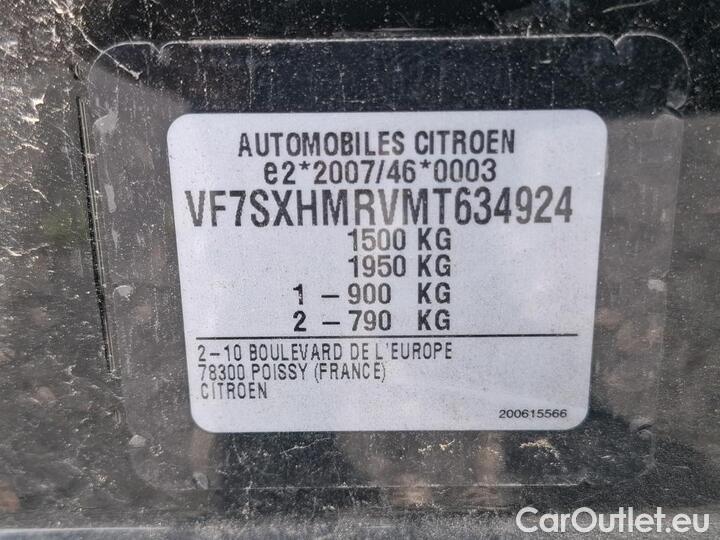 AUTOMOBILES CITROEN
e2*2007/46*0003
VF7SXHMRVMT634924
1500 KG
1950 KG
1 – 900 KG
2 – 790 KG
2-10 BOULEVARD DE L'EUROPE
78300 POISSY (FRANCE)
CITROEN
200615566
CarOutlet.eu